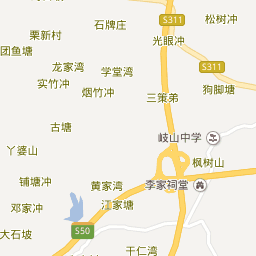 石牌庄
S311
松树冲
栗新村
光眼冲
团鱼塘
龙家湾
学堂湾
S311
实竹冲
烟竹冲
狗脚塘
三策弟
古塘
岐山中学
丫婆山
枫树山
铺塘冲
黄家湾
李家祠堂
邓家冲
江家塘
S50
大石坡
干仁湾